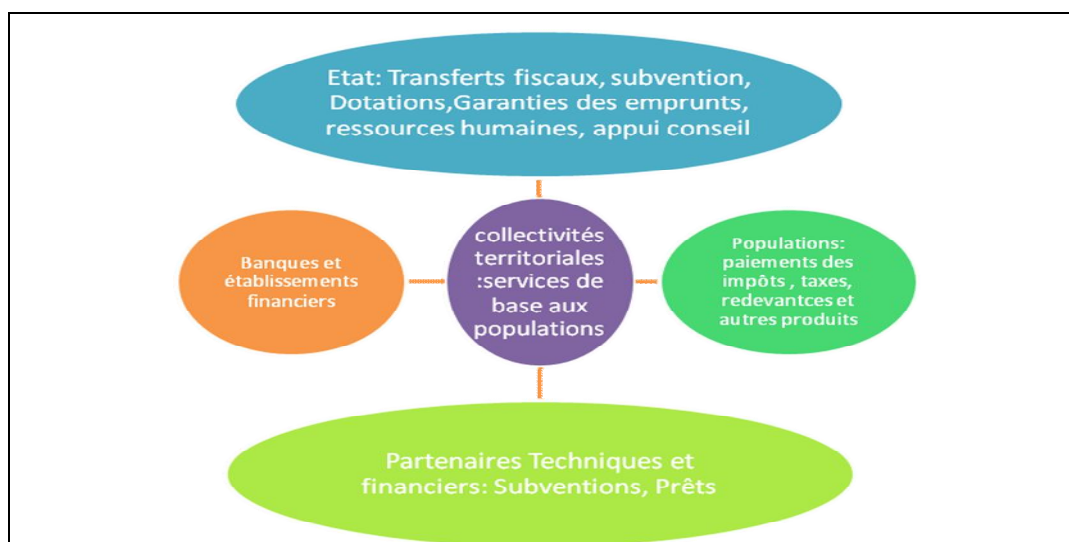 Etat: Transferts fiscaux, subvention,
Dotations,Garanties des emprunts,
ressources humaines, appui conseil
Banques et
établissements
financiers
collectivités
territoriales
:services de
base aux
populations
Populations:
paiements des
impôts , taxes,
redevantces et
autres produits
Partenaires Techniques et
financiers: Subventions, Prêts